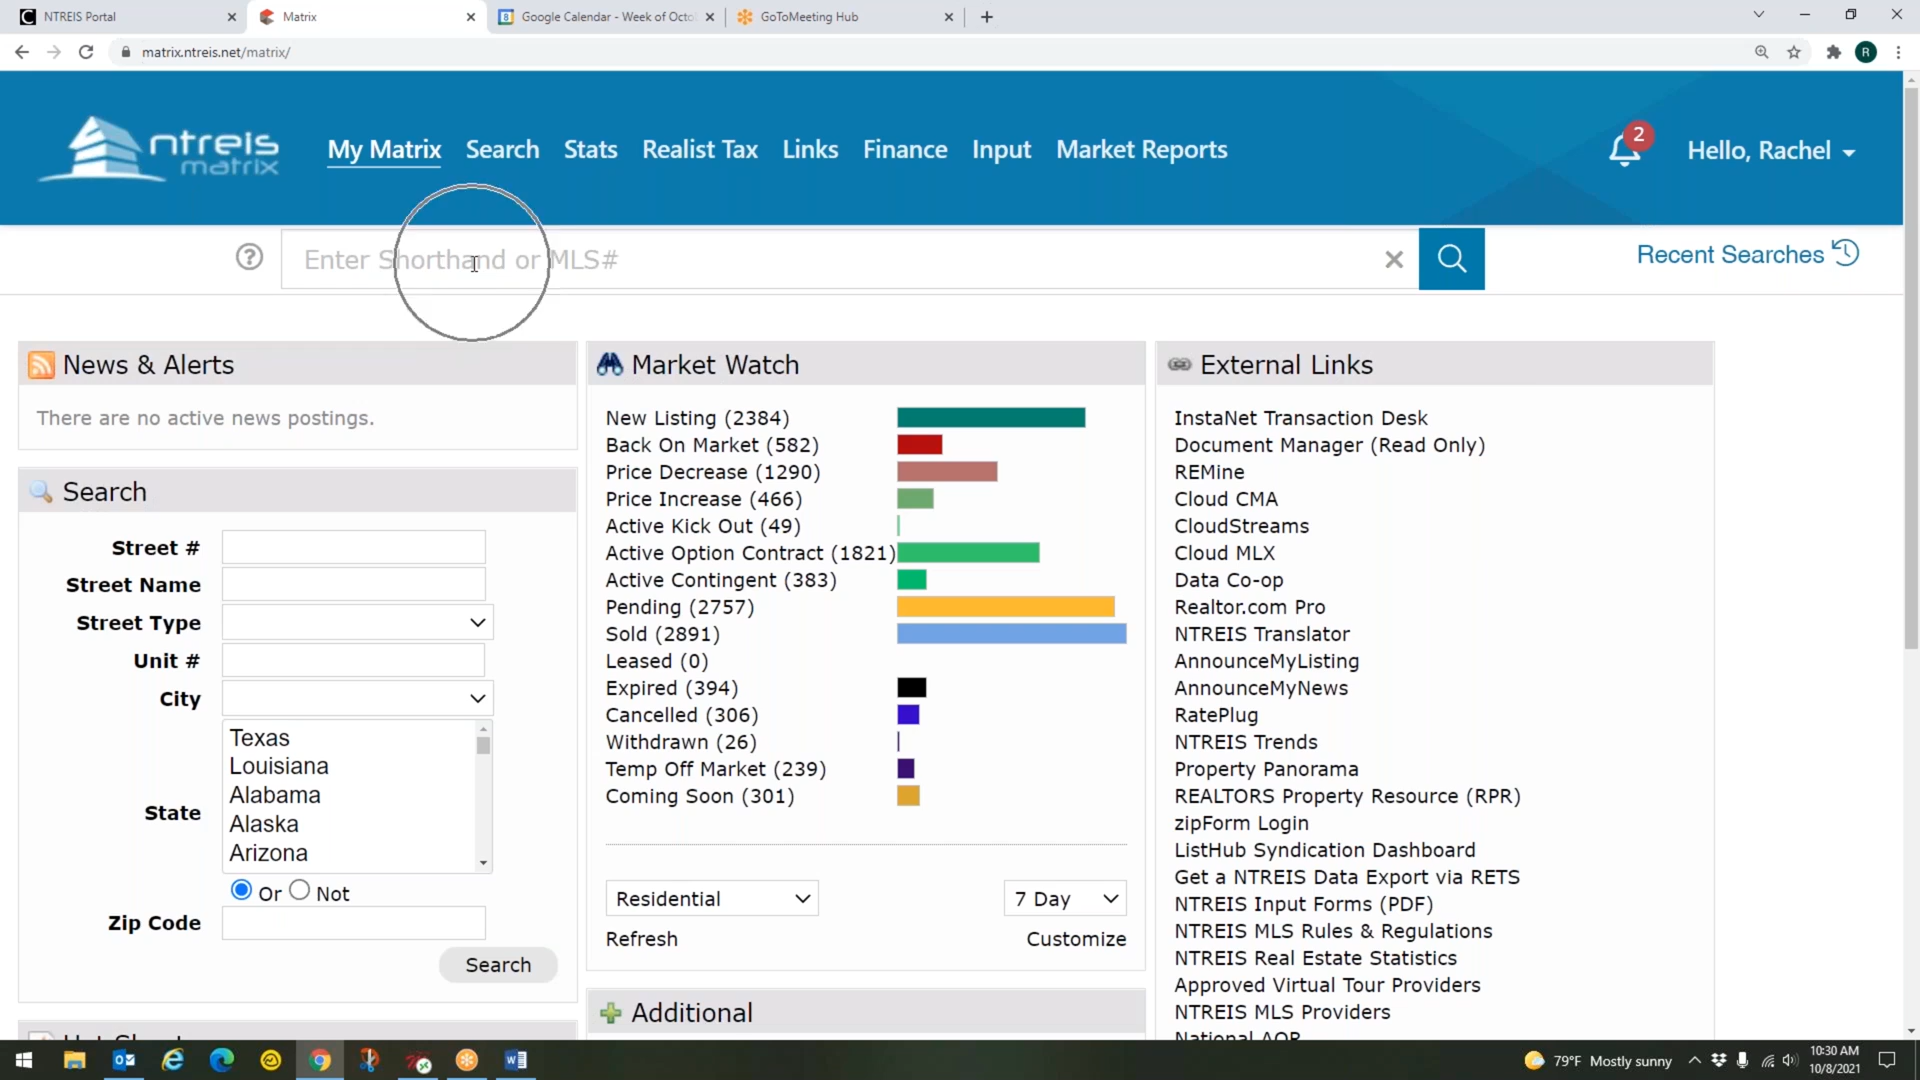 NTREIS Portal
Matrix
Google Calendar - Week of Octo
GoToMeeting Hub
matrix.ntreis.net/matrix/
R
ntreis
matrix
My Matrix Search Stats Realist Tax Links Finance Input Market Reports
2
Hello, Rachel
Enter Shorthand or MLS#
Recent Searches
News & Alerts
There are no active news postings.
Search
Street #
Street Name
Street Type
Unit #
City
Texas
Louisiana
Alabama
Alaska
Arizona
State
Or Not
Zip Code
Search
Market Watch
New Listing (2384)
Back On Market (582)
Price Decrease (1290)
Price Increase (466)
Active Kick Out (49)
Active Option Contract (1821)
Active Contingent (383)
Pending (2757)
Sold (2891)
Leased (0)
Expired (394)
Cancelled (306)
Withdrawn (26)
Temp Off Market (239)
Coming Soon (301)
Residential
7 Day
Refresh
Customize
Additional
External Links
InstaNet Transaction Desk
Document Manager (Read Only)
REMine
Cloud CMA
CloudStreams
Cloud MLX
Data Co-op
Realtor.com Pro
NTREIS Translator
AnnounceMyListing
AnnounceMyNews
RatePlug
NTREIS Trends
Property Panorama
REALTORS Property Resource (RPR)
zipForm Login
ListHub Syndication Dashboard
Get a NTREIS Data Export via RETS
NTREIS Input Forms (PDF)
NTREIS MLS Rules & Regulations
NTREIS Real Estate Statistics
Approved Virtual Tour Providers
NTREIS MLS Providers
79°F Mostly sunny
10:30 AM
10/8/2021